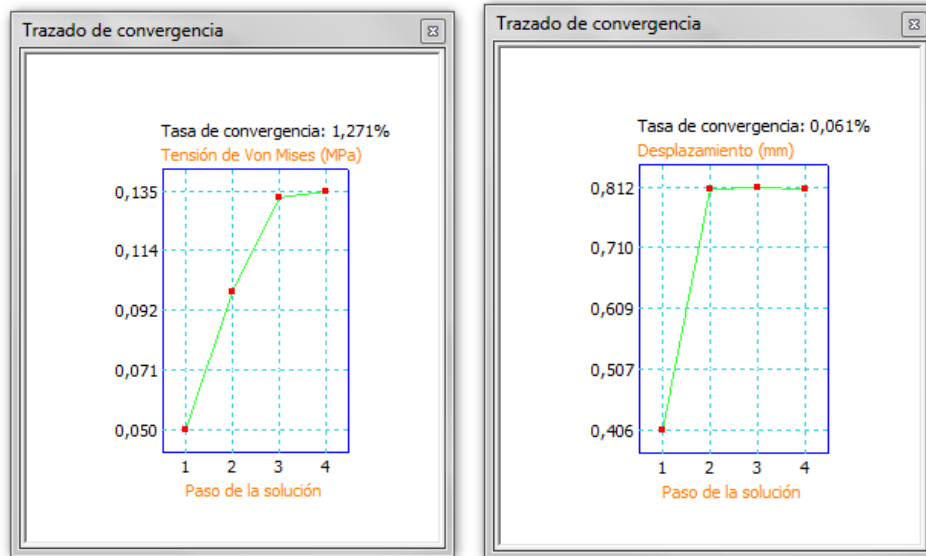 Trazado de convergencia
Tasa de convergencia: 1,271%
Tensión de Von Mises (MPa)
0,135
0,114
0,092
0,071
0,050
1 2 3 4
Paso de la solución
Trazado de convergencia
Tasa de convergencia: 0,061%
Desplazamiento (mm)
0,812
0,710
0,609
0,507
0,406
1 2 3 4
Paso de la solución